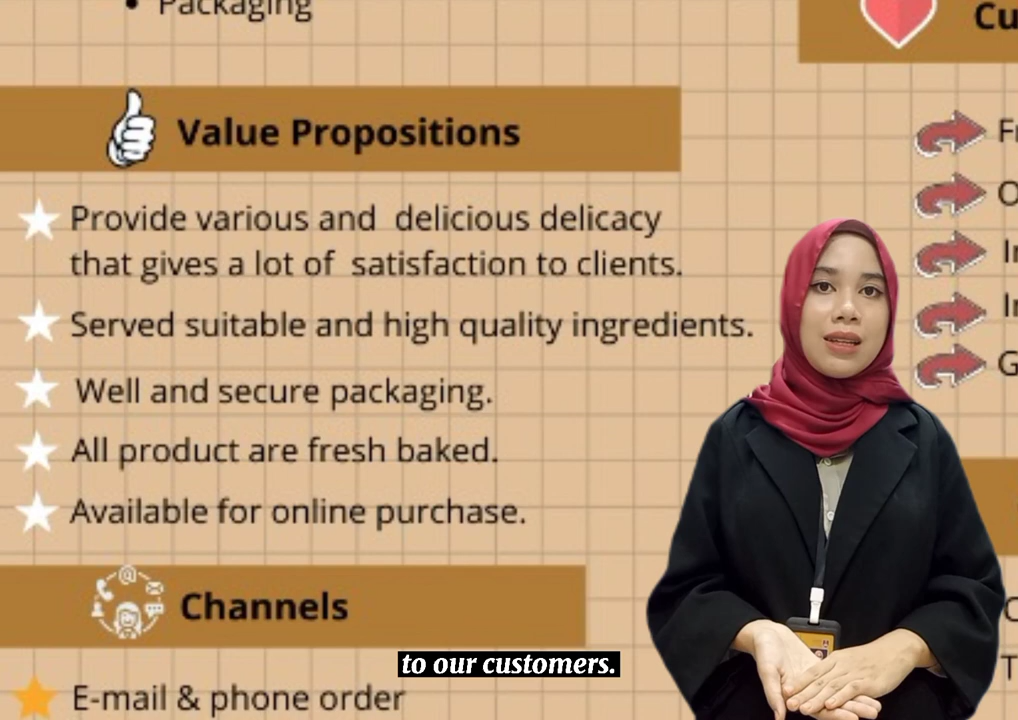 Packaging
Value Propositions
Provide various and delicious delicacy
that gives a lot of satisfaction to clients.
Served suitable and high quality ingredients.
Well and secure packaging.
All product are fresh baked.
Available for online purchase.
Channels
E-mail & phone order
to our customers.